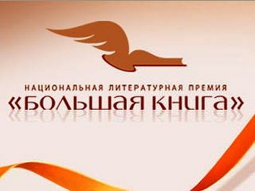 НАЦИОНАЛЬНАЯ ЛИТЕРАТУРНАЯ ПРЕМИЯ
«БОЛЬШАЯ КНИГА»